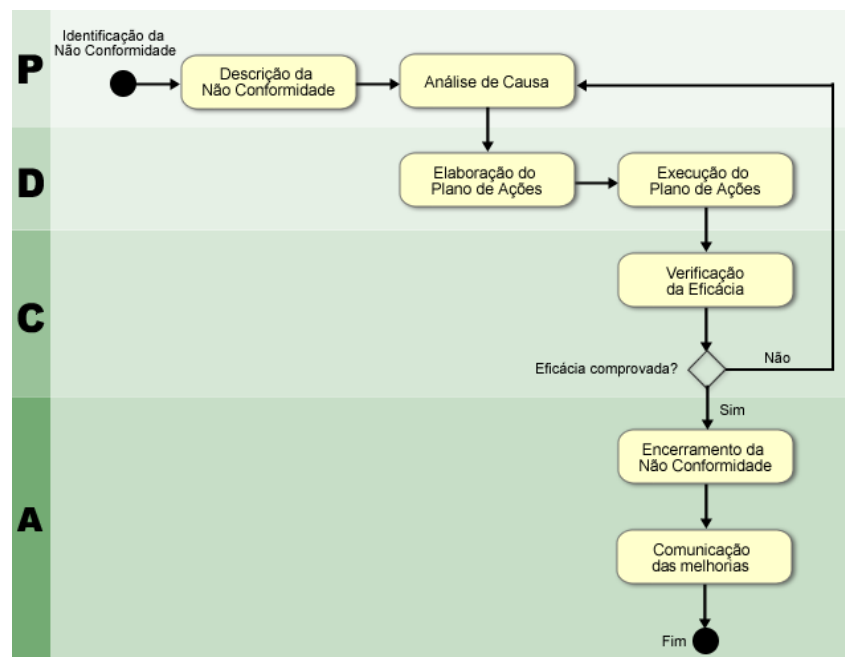 P
Identificação da
Não Conformidade
Descrição da
Não Conformidade
Análise de Causa
D
Elaboração do
Plano de Ações
Execução do
Plano de Ações
C
Verificação
da Eficácia
Eficácia comprovada?
Não
Sim
A
Encerramento da
Não Conformidade
Comunicação
das melhorias
Fim